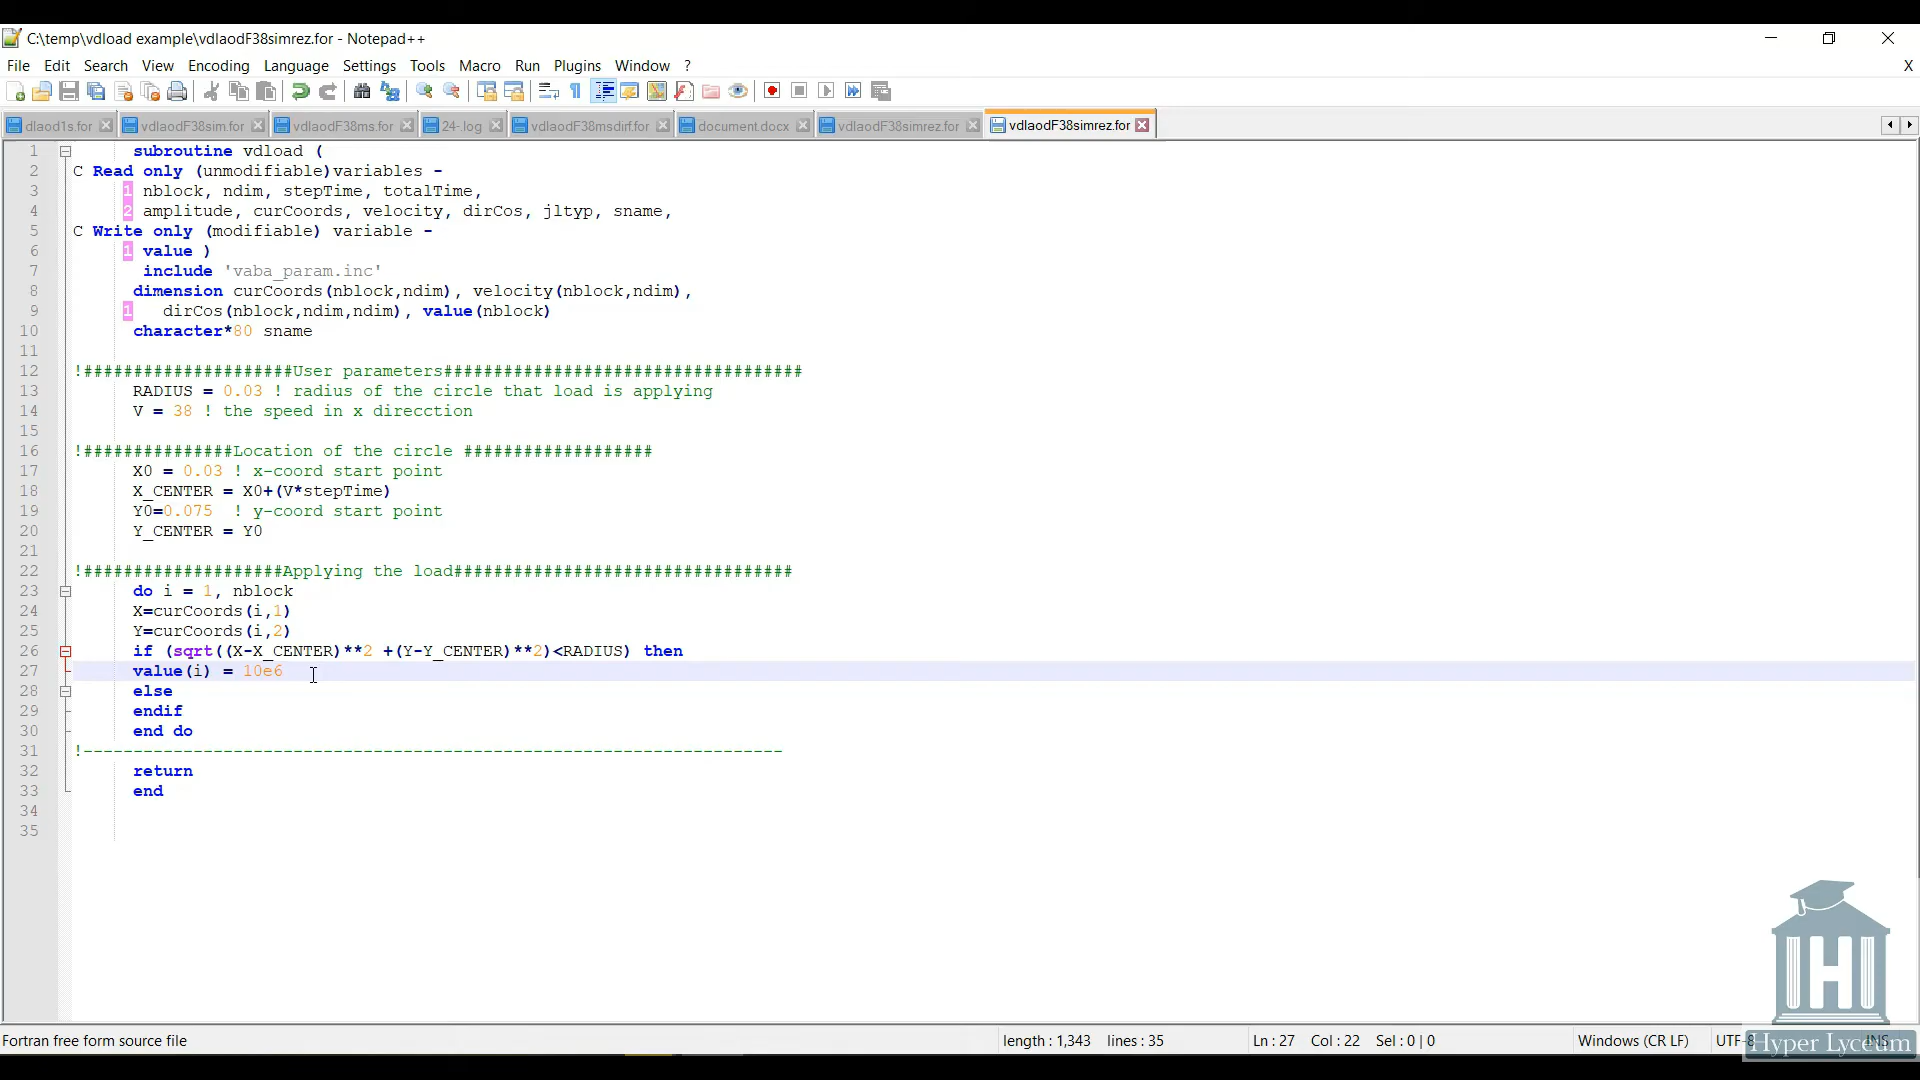 C:\temp\vdload example\vdlaodF38simrez.for - Notepad++
File Edit Search View Encoding Language Settings Tools Macro Run Plugins Window ? X
dlaod1s.for vdlaodF38sim.for vdlaodF38ms.for 24-.log vdlaodF38msdirf.for document.docx vdlaodF38simrez.for vdlaodF38simrez.for
1 subroutine vdload (
2 C Read only (unmodifiable)variables -
3 1 nblock, ndim, stepTime, totalTime,
4 2 amplitude, curCoords, velocity, dirCos, jltyp, sname,
5 C Write only (modifiable) variable -
6 1 value )
7 include 'vaba_param.inc'
8 dimension curCoords(nblock,ndim), velocity(nblock,ndim),
9 1 dirCos(nblock,ndim,ndim), value(nblock)
10 character*80 sname
11
12 !#####################User parameters####################################
13 RADIUS = 0.03 ! radius of the circle that load is applying
14 V = 38 ! the speed in x direcction
15
16 !###############Location of the circle ###################
17 X0 = 0.03 ! x-coord start point
18 X_CENTER = X0+(V*stepTime)
19 Y0=0.075 ! y-coord start point
20 Y_CENTER = Y0
21
22 !####################Applying the load##################################
23 do i = 1, nblock
24 X=curCoords(i,1)
25 Y=curCoords(i,2)
26 if (sqrt((X-X_CENTER)**2 +(Y-Y_CENTER)**2)<RADIUS) then
27 value(i) = 10e6
28 else
29 endif
30 end do
31 !----------------------------------------------------------------------
32 return
33 end
34
35
Fortran free form source file length : 1,343 lines : 35 Ln : 27 Col : 22 Sel : 0 | 0 Windows (CR LF) UTF-8 INS
Hyper Lyceum